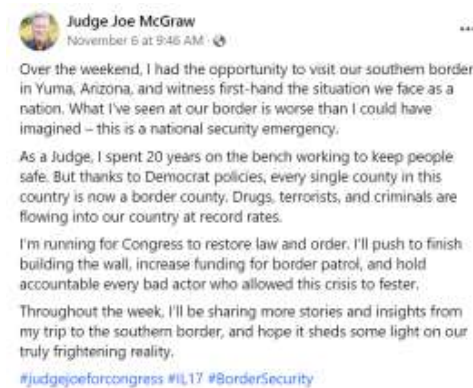 Judge Joe McGraw
November 6 at 9:46 AM ·
Over the weekend, I had the opportunity to visit our southern border
in Yuma, Arizona, and witness first-hand the situation we face as a
nation. What I've seen at our border is worse than I could have
imagined – this is a national security emergency.
As a Judge, I spent 20 years on the bench working to keep people
safe. But thanks to Democrat policies, every single county in this
country is now a border county. Drugs, terrorists, and criminals are
flowing into our country at record rates.
I'm running for Congress to restore law and order. I'll push to finish
building the wall, increase funding for border patrol, and hold
accountable every bad actor who allowed this crisis to fester.
Throughout the week, I'll be sharing more stories and insights from
my trip to the southern border, and hope it sheds some light on our
truly frightening reality.
#judgejoeforcongress #IL17 #BorderSecurity